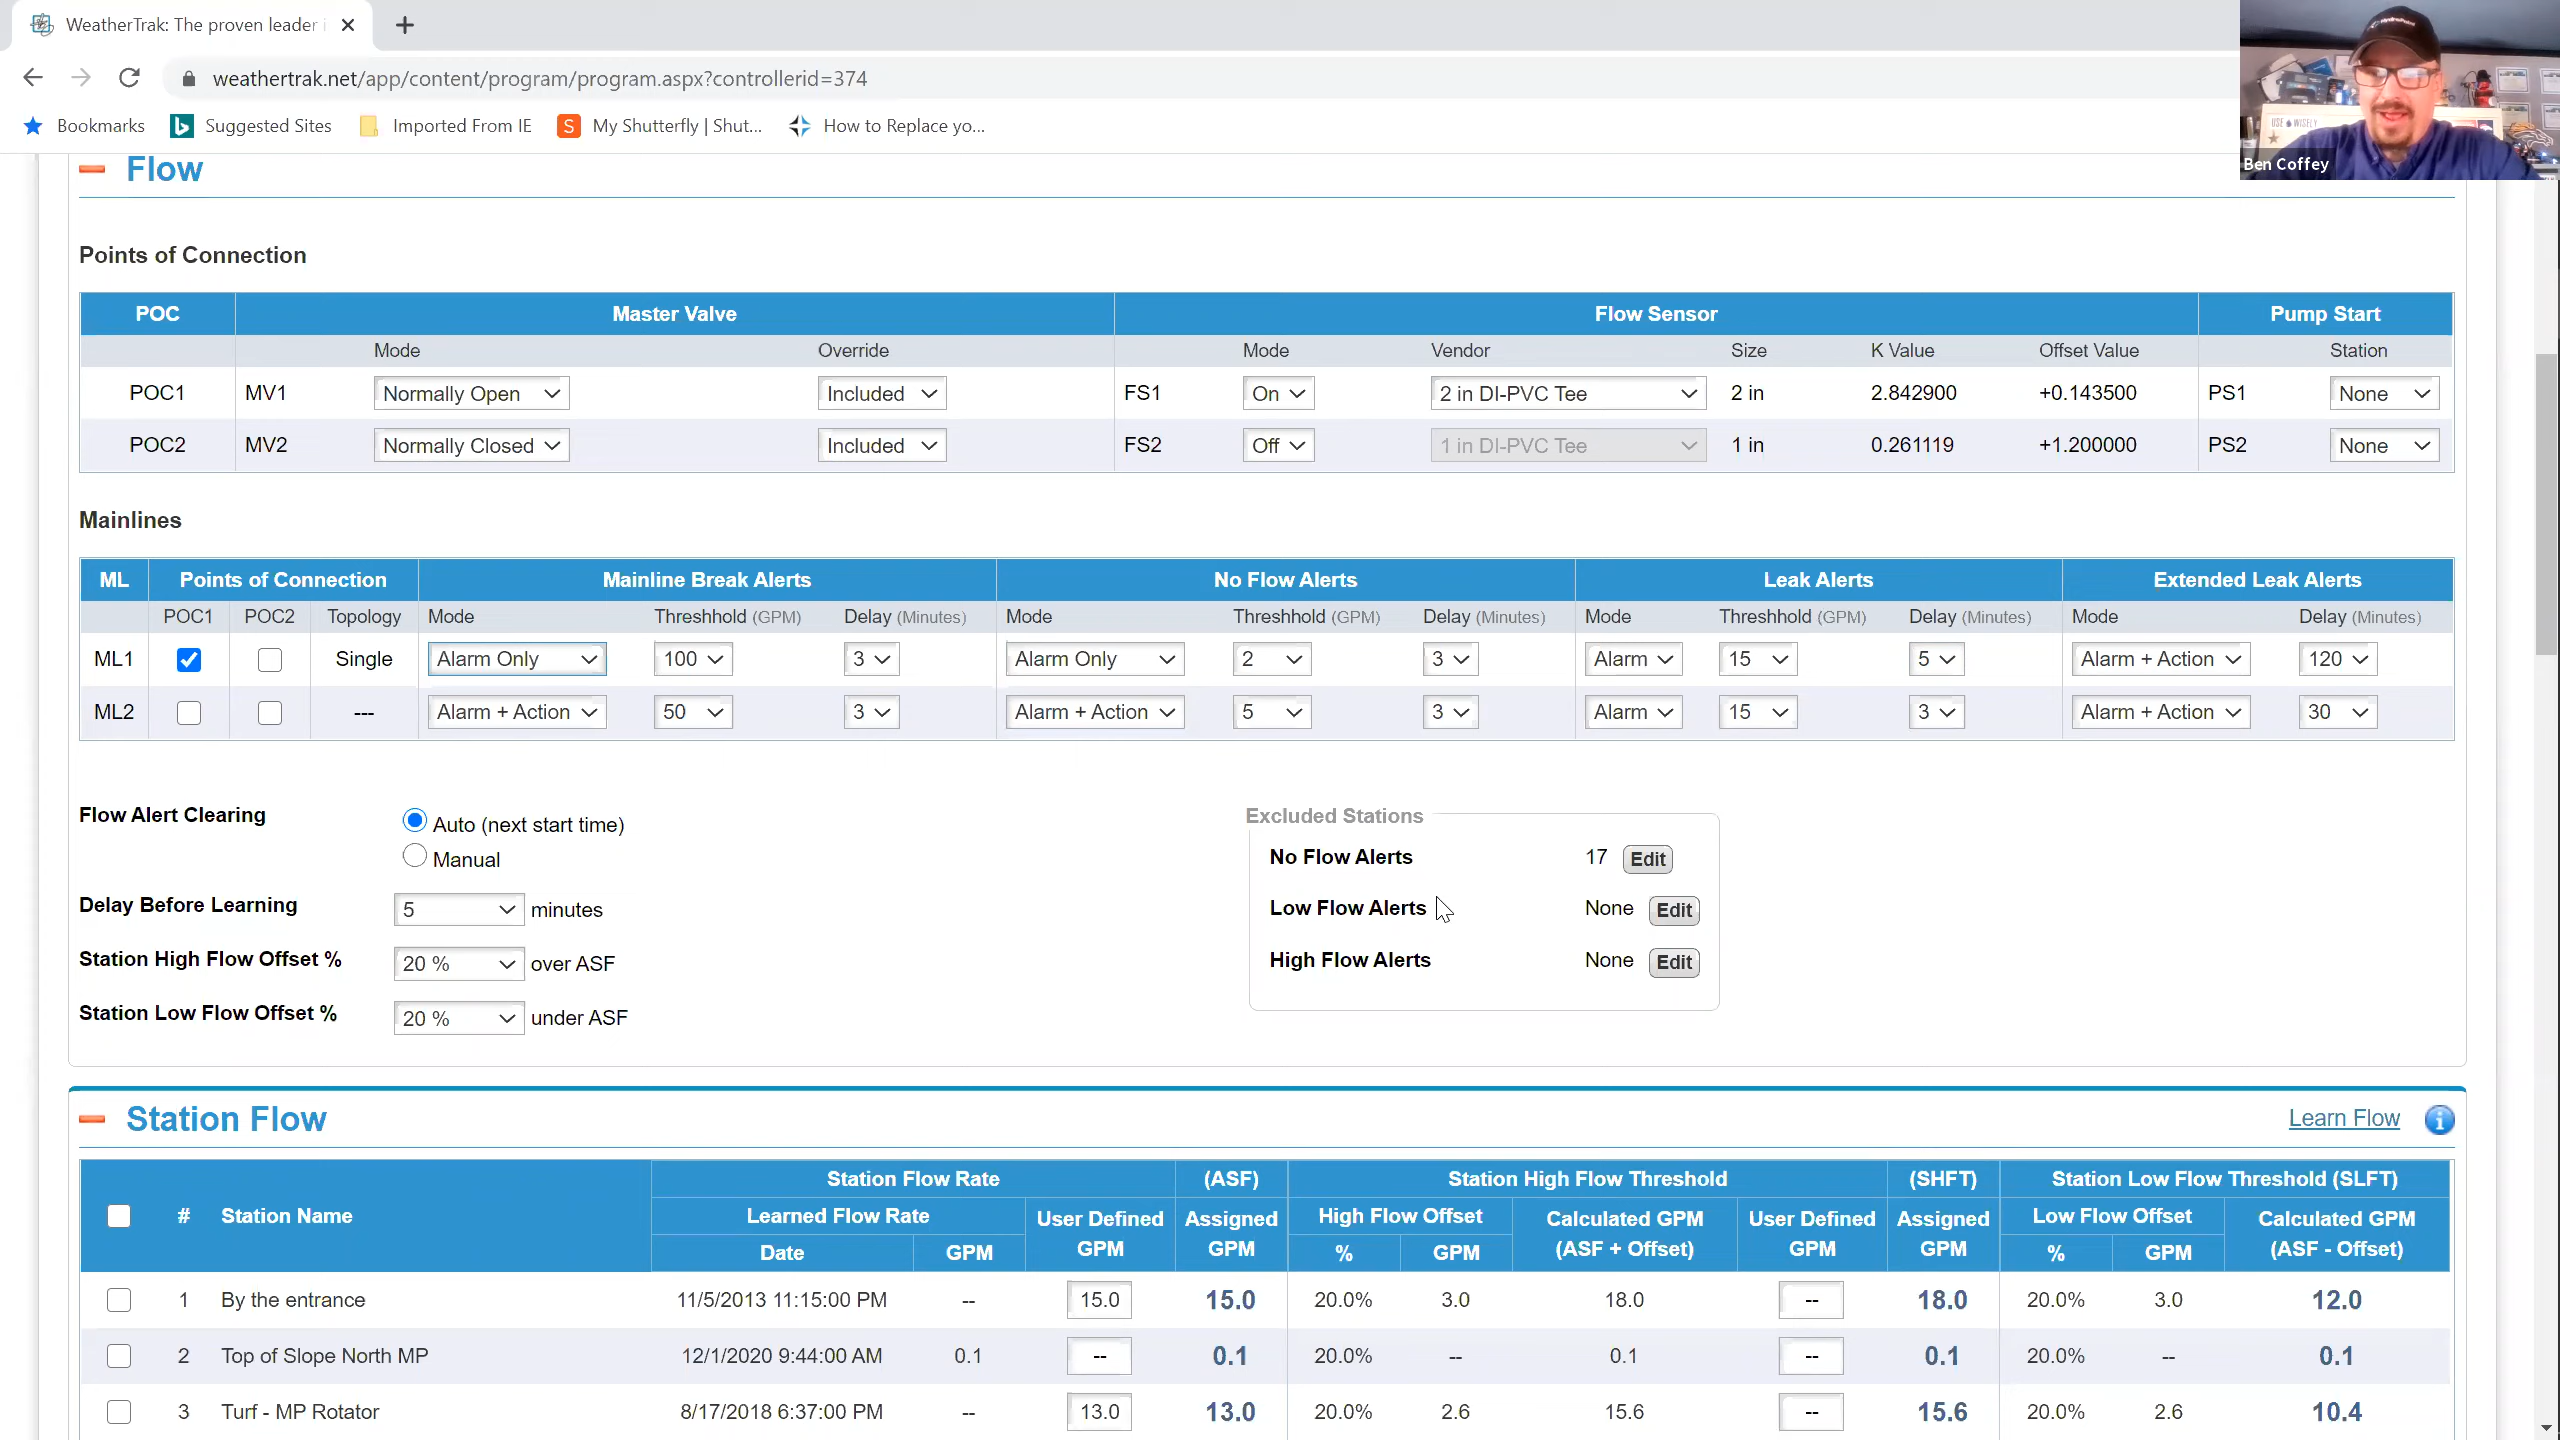 WeatherTrak: The proven leader i
weathertrak.net/app/content/program/program.aspx?controllerid=374
Bookmarks Suggested Sites Imported From IE My Shutterfly | Shut... How to Replace yo...
USE WISELY
Ben Coffey
Flow
Points of Connection
POC Master Valve Flow Sensor Pump Start
Mode Override Mode Vendor Size K Value Offset Value Station
POC1 MV1 Normally Open Included FS1 On 2 in DI-PVC Tee 2 in 2.842900 +0.143500 PS1 None
POC2 MV2 Normally Closed Included FS2 Off 1 in DI-PVC Tee 1 in 0.261119 +1.200000 PS2 None
Mainlines
ML Points of Connection Mainline Break Alerts No Flow Alerts Leak Alerts Extended Leak Alerts
POC1 POC2 Topology Mode Threshhold (GPM) Delay (Minutes) Mode Threshhold (GPM) Delay (Minutes) Mode Threshhold (GPM) Delay (Minutes) Mode Delay (Minutes)
ML1 Single Alarm Only 100 3 Alarm Only 2 3 Alarm 15 5 Alarm + Action 120
ML2 --- Alarm + Action 50 3 Alarm + Action 5 3 Alarm 15 3 Alarm + Action 30
Flow Alert Clearing Auto (next start time)
Manual
Delay Before Learning 5 minutes
Station High Flow Offset % 20 % over ASF
Station Low Flow Offset % 20 % under ASF
Excluded Stations
No Flow Alerts 17 Edit
Low Flow Alerts None Edit
High Flow Alerts None Edit
Station Flow Learn Flow
Station Flow Rate (ASF) Station High Flow Threshold (SHFT) Station Low Flow Threshold (SLFT)
# Station Name Learned Flow Rate User Defined GPM Assigned GPM High Flow Offset Calculated GPM (ASF + Offset) User Defined GPM Assigned GPM Low Flow Offset Calculated GPM (ASF - Offset)
Date GPM % GPM % GPM
1 By the entrance 11/5/2013 11:15:00 PM -- 15.0 15.0 20.0% 3.0 18.0 -- 18.0 20.0% 3.0 12.0
2 Top of Slope North MP 12/1/2020 9:44:00 AM 0.1 -- 0.1 20.0% -- 0.1 -- 0.1 20.0% -- 0.1
3 Turf - MP Rotator 8/17/2018 6:37:00 PM -- 13.0 13.0 20.0% 2.6 15.6 -- 15.6 20.0% 2.6 10.4